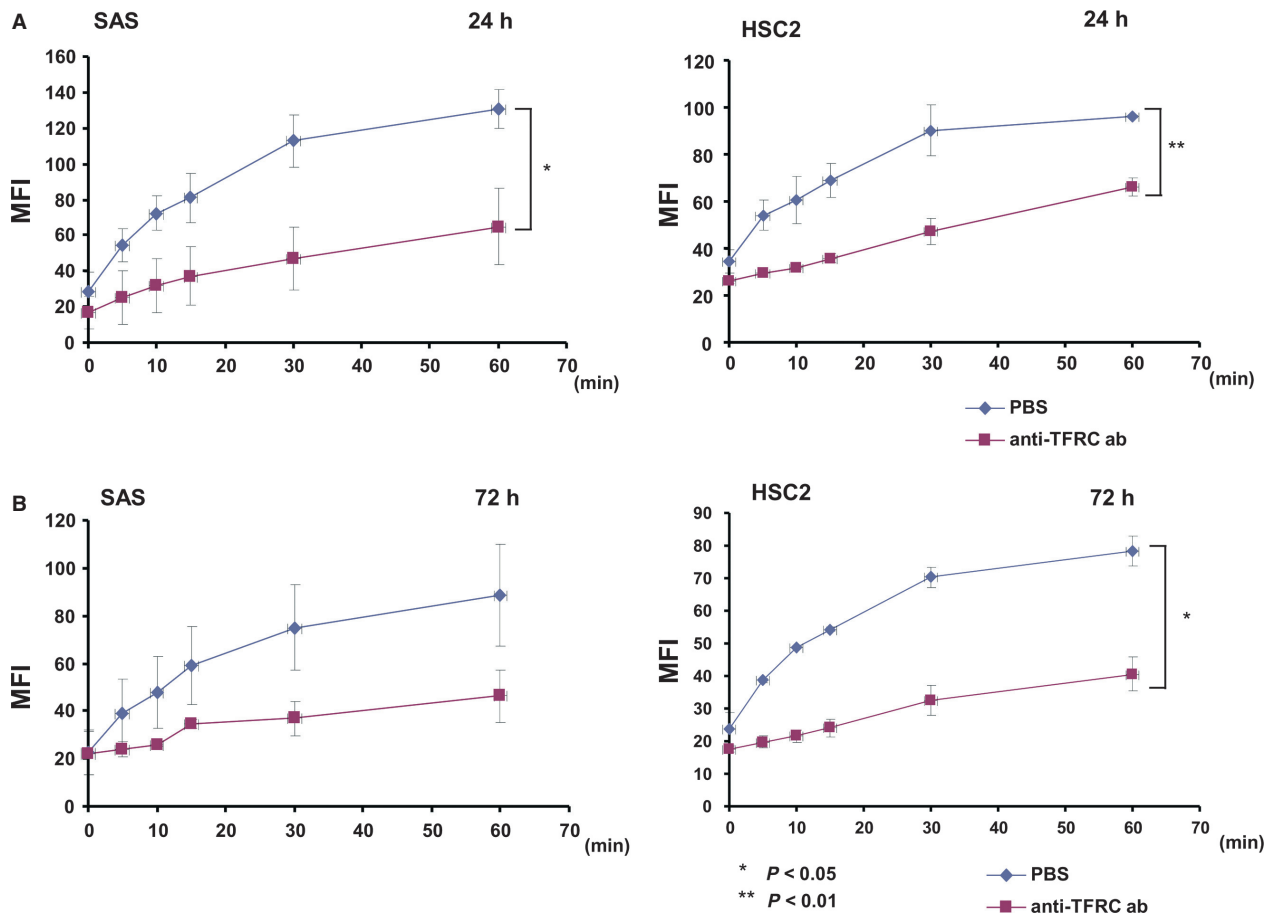 A
SAS
24 h
HSC2
24 h
160
140
120
100
80
60
40
20
0
MFI
0 10 20 30 40 50 60 70
(min)
*
120
100
80
60
40
20
0
MFI
0 10 20 30 40 50 60 70
(min)
**
PBS
anti-TFRC ab
B
SAS
72 h
HSC2
72 h
120
100
80
60
40
20
0
MFI
0 10 20 30 40 50 60 70
(min)
90
80
70
60
50
40
30
20
10
0
MFI
0 10 20 30 40 50 60 70
(min)
*
* P < 0.05
** P < 0.01
PBS
anti-TFRC ab